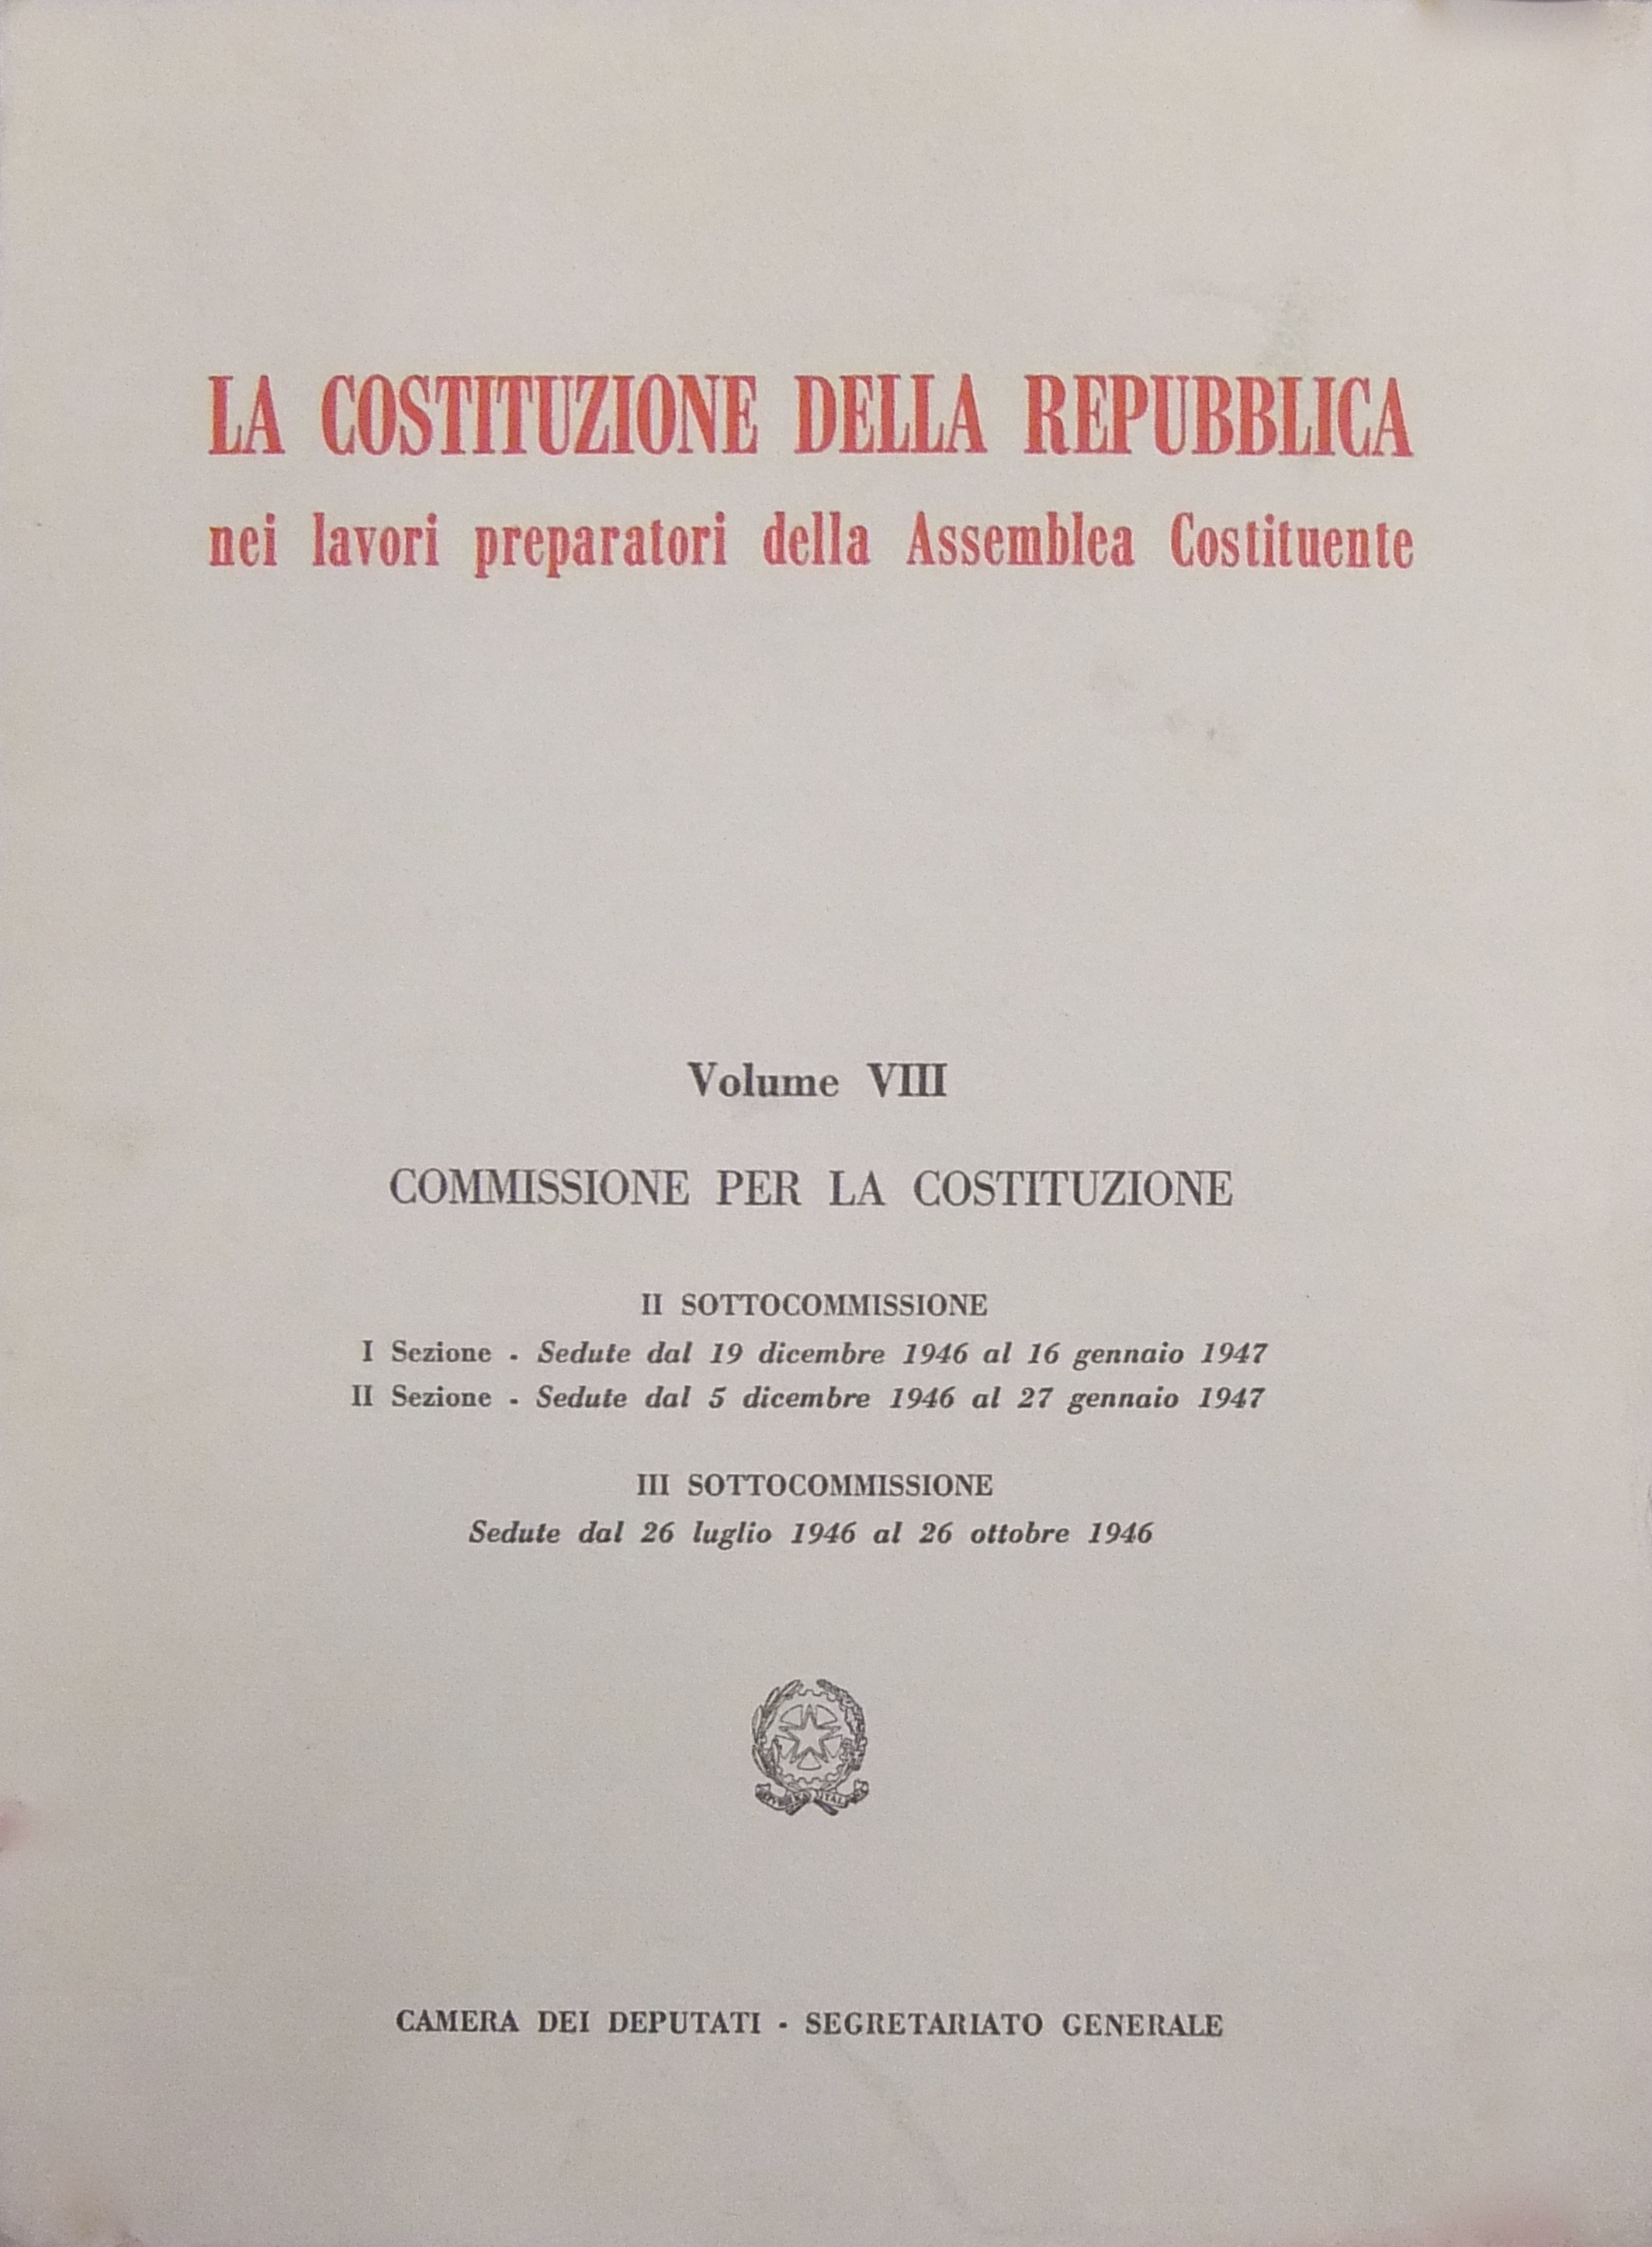 LA COSTITUZIONE DELLA REPUBBLICA
nei lavori preparatori della Assemblea Costituente
Volume VIII
COMMISSIONE PER LA COSTITUZIONE
II SOTTOCOMMISSIONE
I Sezione - Sedute dal 19 dicembre 1946 al 16 gennaio 1947
II Sezione - Sedute dal 5 dicembre 1946 al 27 gennaio 1947
III SOTTOCOMMISSIONE
Sedute dal 26 luglio 1946 al 26 ottobre 1946
CAMERA DEI DEPUTATI - SEGRETARIATO GENERALE